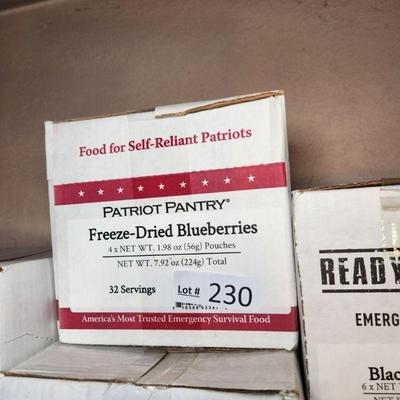 Food for Self-Reliant Patriots
PATRIOT PANTRY®
Freeze-Dried Blueberries
4 x NET WT. 1.98 oz (56g) Pouches
NET WT. 7.92 oz (224g) Total
32 Servings
Lot # 230
America's Most Trusted Emergency Survival Food
READY
EMERG
Blac
6 x NET